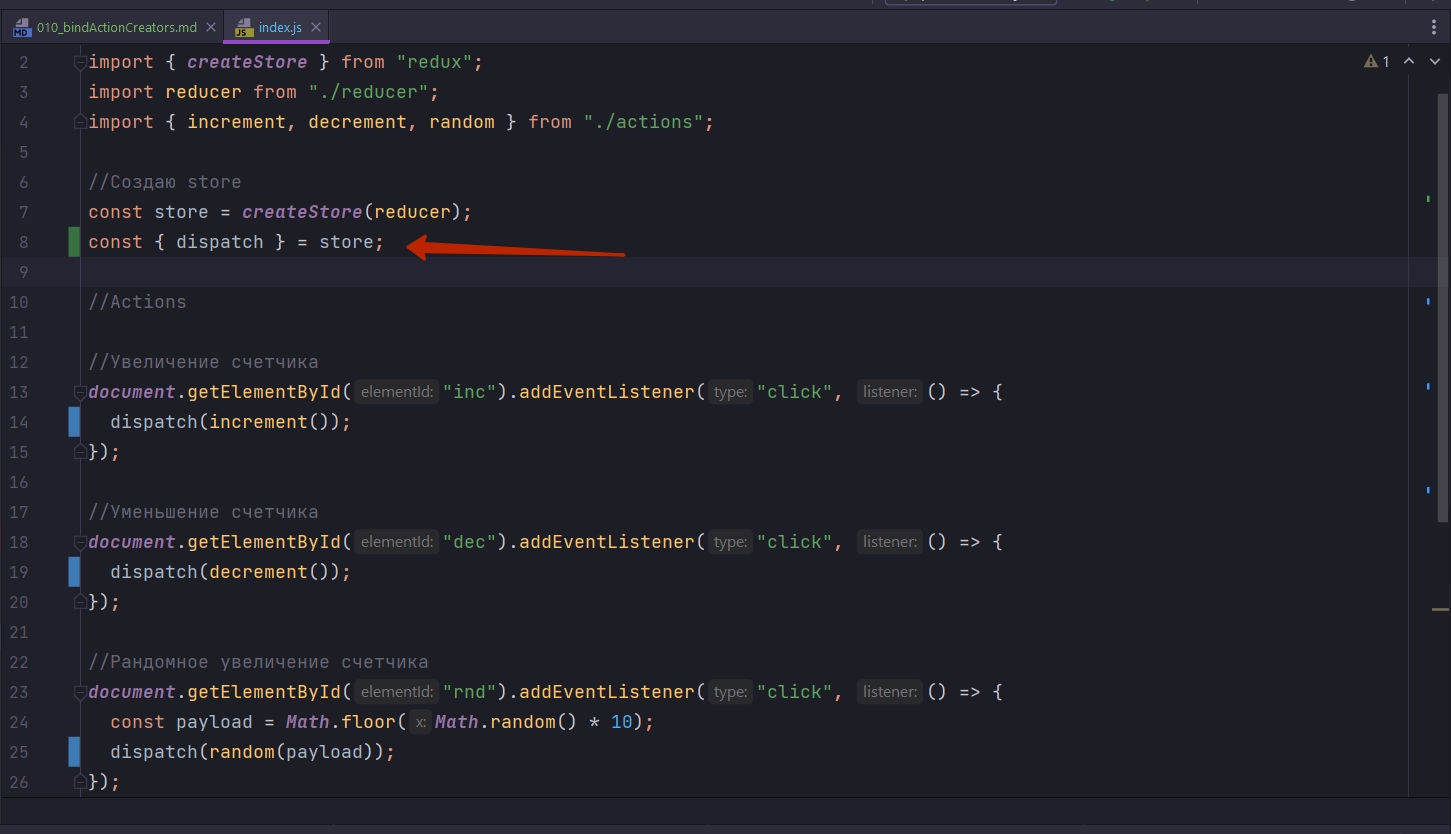 010_bindActionCreators.md index.js
2 import { createStore } from "redux"; 1
3 import reducer from "./reducer";
4 import { increment, decrement, random } from "./actions";
5
6 //Создаю store
7 const store = createStore(reducer);
8 const { dispatch } = store;
9
10 //Actions
11
12 //Увеличение счетчика
13 document.getElementById( elementId: "inc").addEventListener( type: "click", listener: () => {
14 dispatch(increment());
15 });
16
17 //Уменьшение счетчика
18 document.getElementById( elementId: "dec").addEventListener( type: "click", listener: () => {
19 dispatch(decrement());
20 });
21
22 //Рандомное увеличение счетчика
23 document.getElementById( elementId: "rnd").addEventListener( type: "click", listener: () => {
24 const payload = Math.floor( x: Math.random() * 10);
25 dispatch(random(payload));
26 });